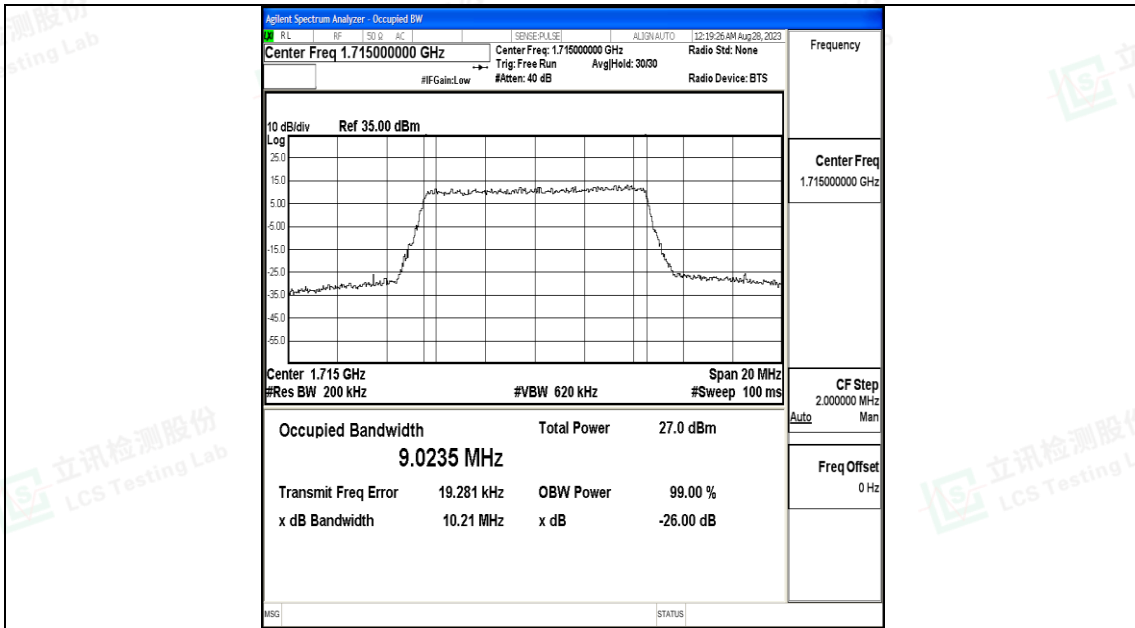 Agilent Spectrum Analyzer - Occupied BW
RL RF 50 Ω AC SENSE:PULSE ALIGN AUTO 12:19:26 AM Aug 28, 2023
Center Freq 1.715000000 GHz
Center Freq: 1.715000000 GHz
Radio Std: None
Trig: Free Run Avg|Hold: 30/30
#IFGain:Low #Atten: 40 dB Radio Device: BTS
10 dB/div Ref 35.00 dBm
Log
25.0
15.0
5.00
-5.00
-15.0
-25.0
-35.0
-45.0
-55.0
Center 1.715 GHz Span 20 MHz
#Res BW 200 kHz #VBW 620 kHz #Sweep 100 ms
Occupied Bandwidth Total Power 27.0 dBm
9.0235 MHz
Transmit Freq Error 19.281 kHz OBW Power 99.00 %
x dB Bandwidth 10.21 MHz x dB -26.00 dB
MSG STATUS
Frequency
Center Freq
1.715000000 GHz
CF Step
2.000000 MHz
Auto Man
Freq Offset
0 Hz
立讯检测股份
LCS Testing Lab
立讯检测股份
LCS Testing L
测股份
sting Lab
立